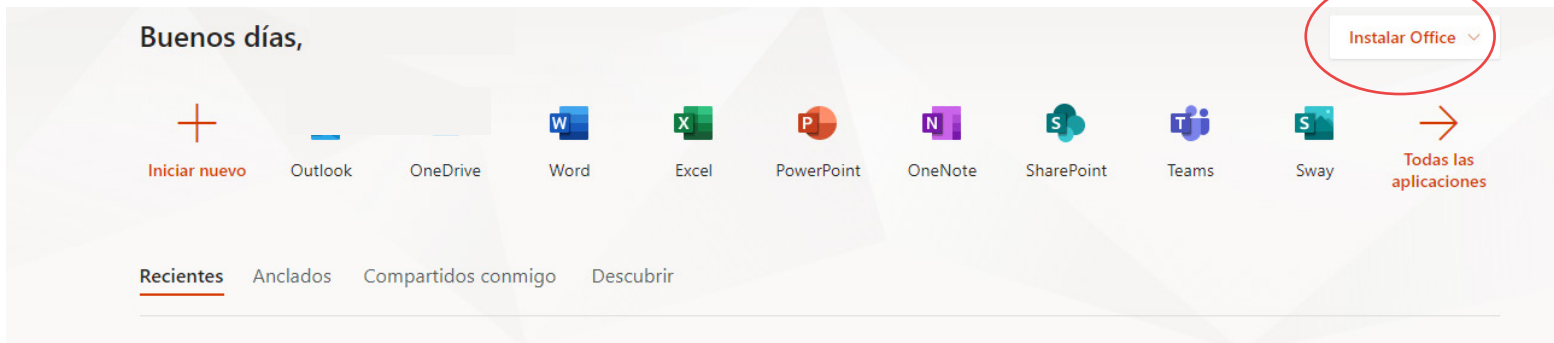 Buenos días,
Instalar Office
W
X
P
N
S
T
S
Iniciar nuevo
Outlook
OneDrive
Word
Excel
PowerPoint
OneNote
SharePoint
Teams
Sway
Todas las
aplicaciones
Recientes
Anclados
Compartidos conmigo
Descubrir